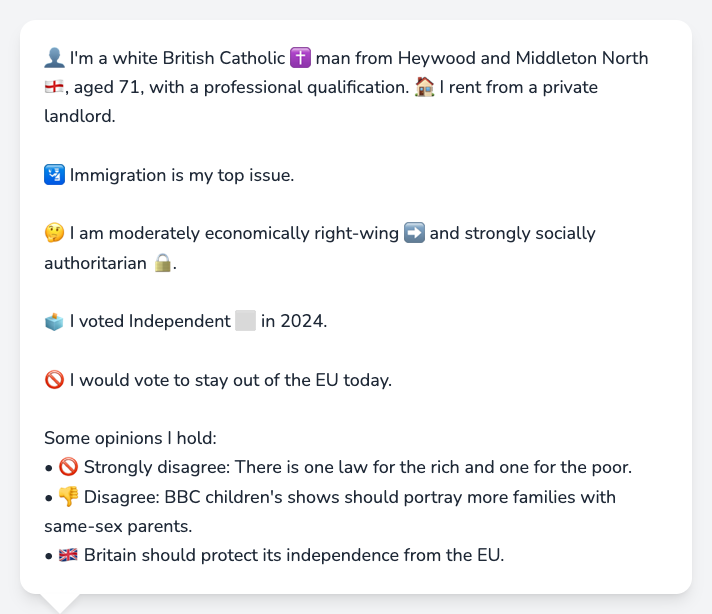 👤 I'm a white British Catholic ✝️ man from Heywood and Middleton North
🏴󠁧󠁢󠁥󠁮󠁧󠁿, aged 71, with a professional qualification. 🏠 I rent from a private
landlord.
🛂 Immigration is my top issue.
🤔 I am moderately economically right-wing ➡️ and strongly socially
authoritarian 🔒.
🗳️ I voted Independent ⬜ in 2024.
🚫 I would vote to stay out of the EU today.
Some opinions I hold:
• 🚫 Strongly disagree: There is one law for the rich and one for the poor.
• 👎 Disagree: BBC children's shows should portray more families with
same-sex parents.
• 🇬🇧 Britain should protect its independence from the EU.